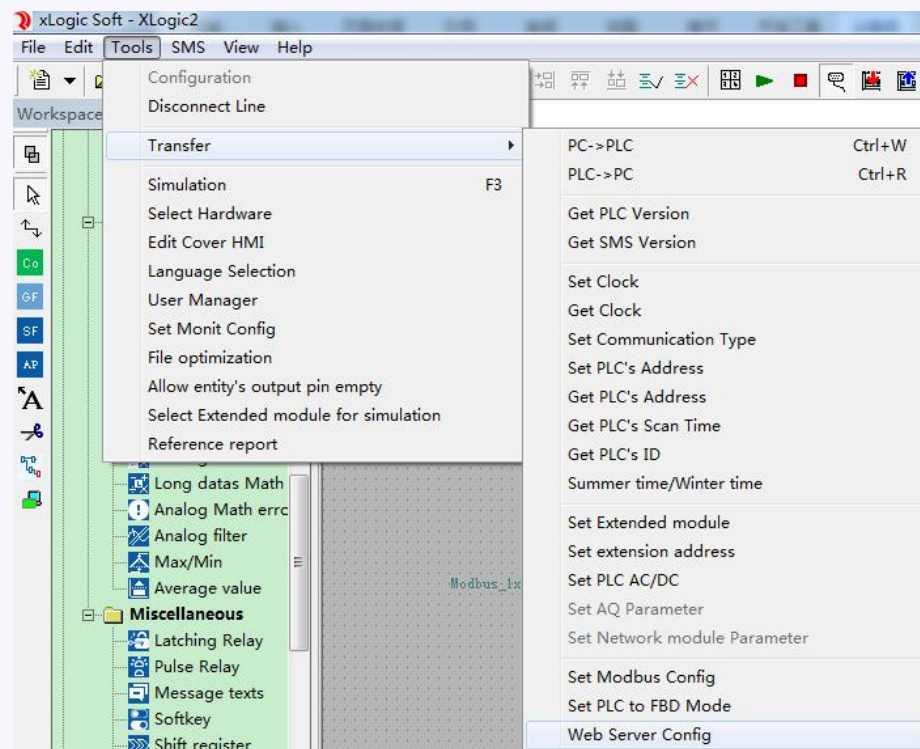 xLogic Soft - XLogic2
File Edit Tools SMS View Help
Workspace
Configuration
Disconnect Line
Transfer
Simulation F3
Select Hardware
Edit Cover HMI
Language Selection
User Manager
Set Monit Config
File optimization
Allow entity's output pin empty
Select Extended module for simulation
Reference report
PC->PLC Ctrl+W
PLC->PC Ctrl+R
Get PLC Version
Get SMS Version
Set Clock
Get Clock
Set Communication Type
Set PLC's Address
Get PLC's Address
Get PLC's Scan Time
Get PLC's ID
Summer time/Winter time
Set Extended module
Set extension address
Set PLC AC/DC
Set AQ Parameter
Set Network module Parameter
Set Modbus Config
Set PLC to FBD Mode
Web Server Config
Co
GF
SF
AP
A
Long datas Math
Analog Math errc
Analog filter
Max/Min
Average value
Miscellaneous
Latching Relay
Pulse Relay
Message texts
Softkey
Shift register
Modbus_1x